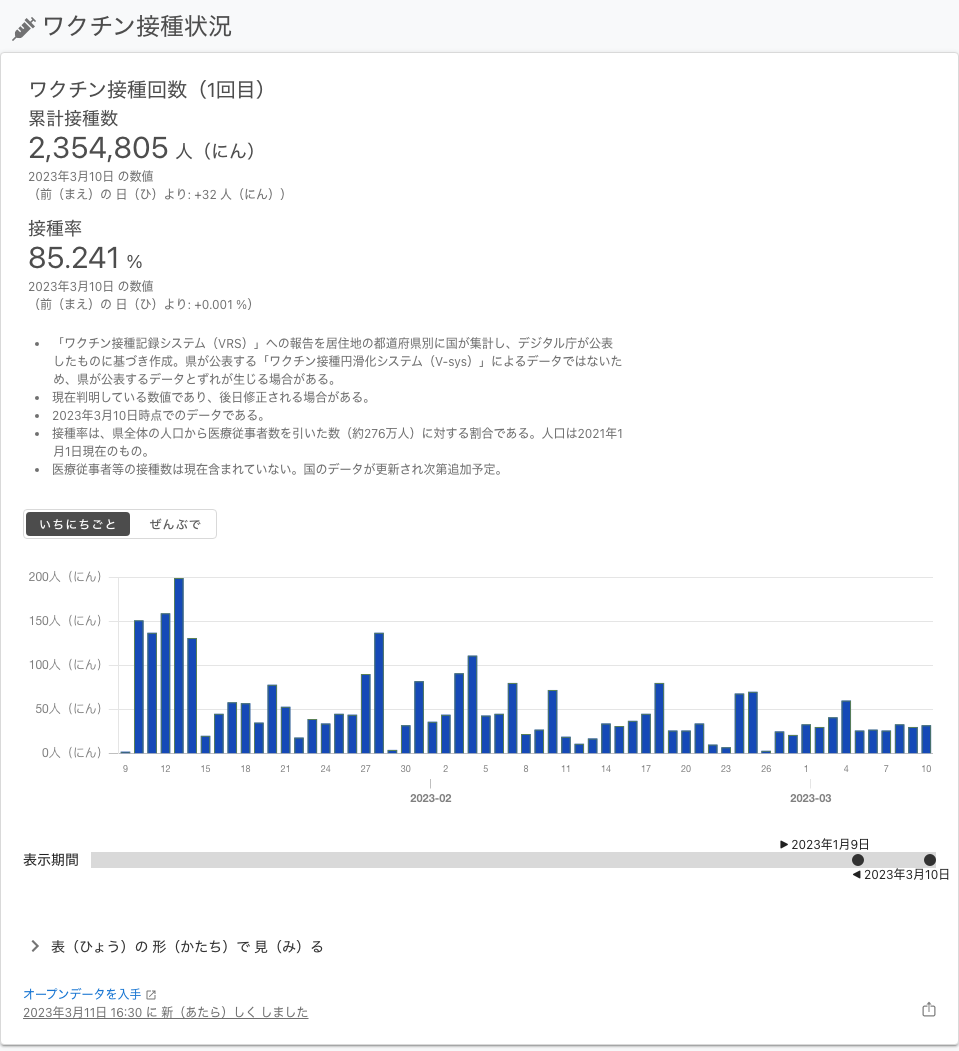 ワクチン接種状況
ワクチン接種回数（1回目）
累計接種数
2,354,805 人（にん）
2023年3月10日 の数値
（前（まえ）の 日（ひ）より: +32 人（にん））
接種率
85.241 %
2023年3月10日 の数値
（前（まえ）の 日（ひ）より: +0.001 %）
• 「ワクチン接種記録システム（VRS）」への報告を居住地の都道府県別に国が集計し、デジタル庁が公表
したものに基づき作成。県が公表する「ワクチン接種円滑化システム（V-sys）」によるデータではないた
め、県が公表するデータとずれが生じる場合がある。
• 現在判明している数値であり、後日修正される場合がある。
• 2023年3月10日時点でのデータである。
• 接種率は、県全体の人口から医療従事者数を引いた数（約276万人）に対する割合である。人口は2021年1
月1日現在のもの。
• 医療従事者等の接種数は現在含まれていない。国のデータが更新され次第追加予定。
いちにちごと ぜんぶで
200人（にん）
150人（にん）
100人（にん）
50人（にん）
0人（にん）
9 12 15 18 21 24 27 30 2 5 8 11 14 17 20 23 26 1 4 7 10
2023-02 2023-03
▶ 2023年1月9日
表示期間
◀ 2023年3月10日
表（ひょう）の 形（かたち）で 見（み）る
オープンデータを入手
2023年3月11日 16:30 に 新（あたら）しく しました